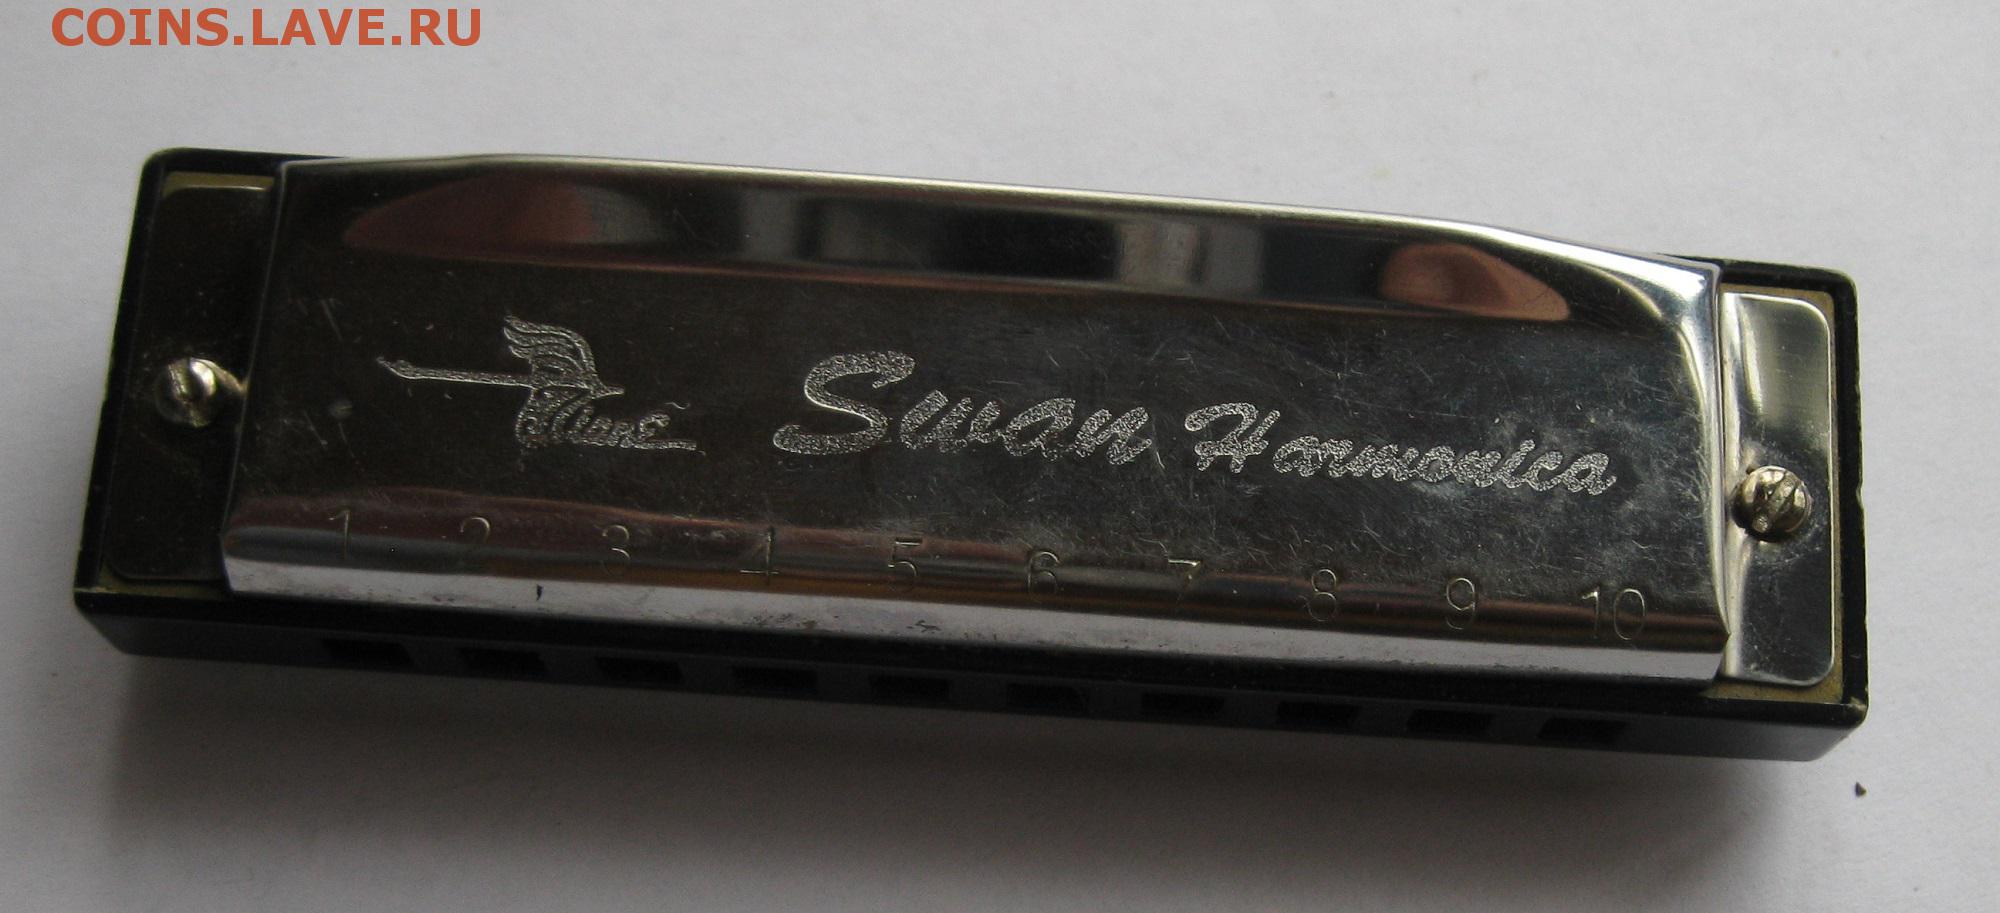 COINS.LAVE.RU
Swan Harmonica
1 2 3 4 5 6 7 8 9 10